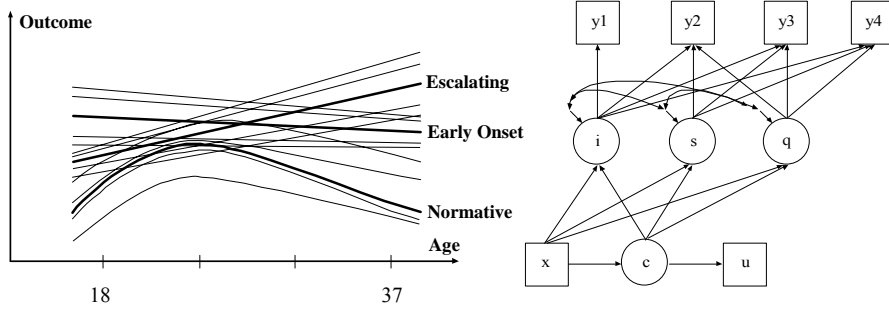 Outcome
Escalating
Early Onset
Normative
Age
18
37
y1 y2 y3 y4
i s q
x c u